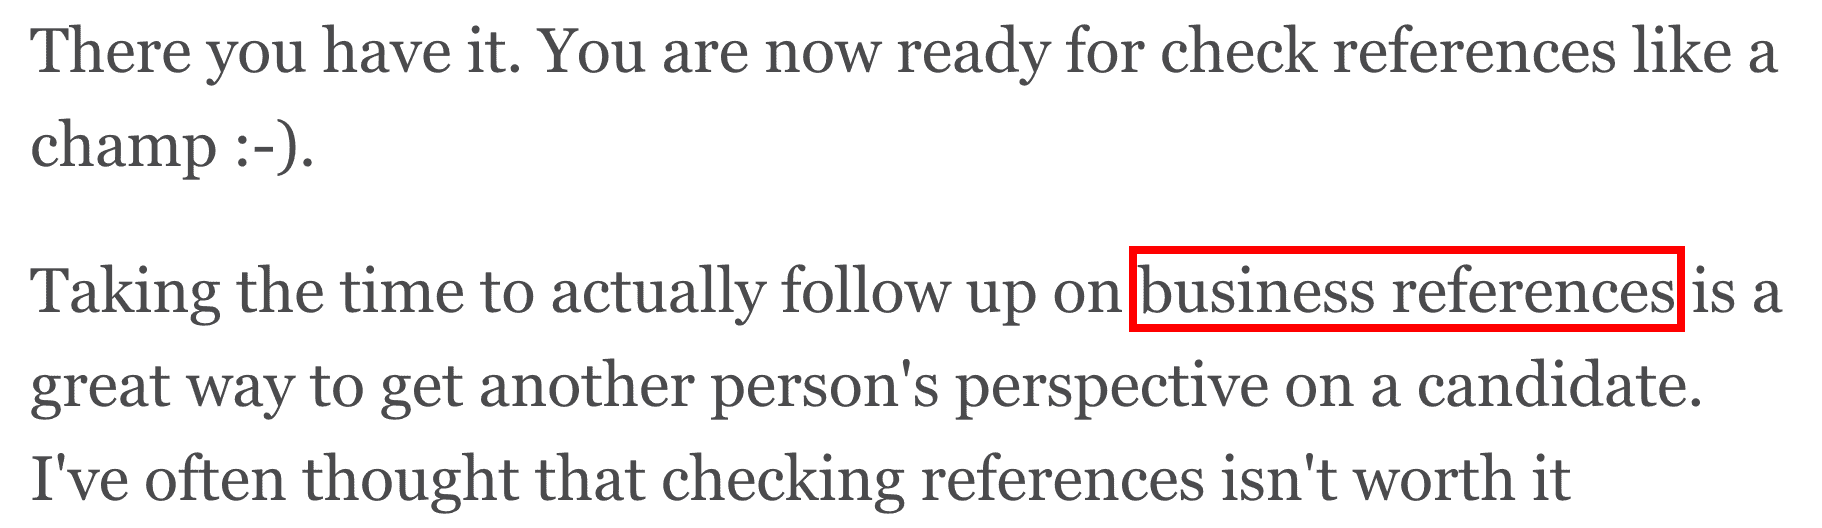 There you have it. You are now ready for check references like a
champ :-).
Taking the time to actually follow up on business references is a
great way to get another person's perspective on a candidate.
I've often thought that checking references isn't worth it